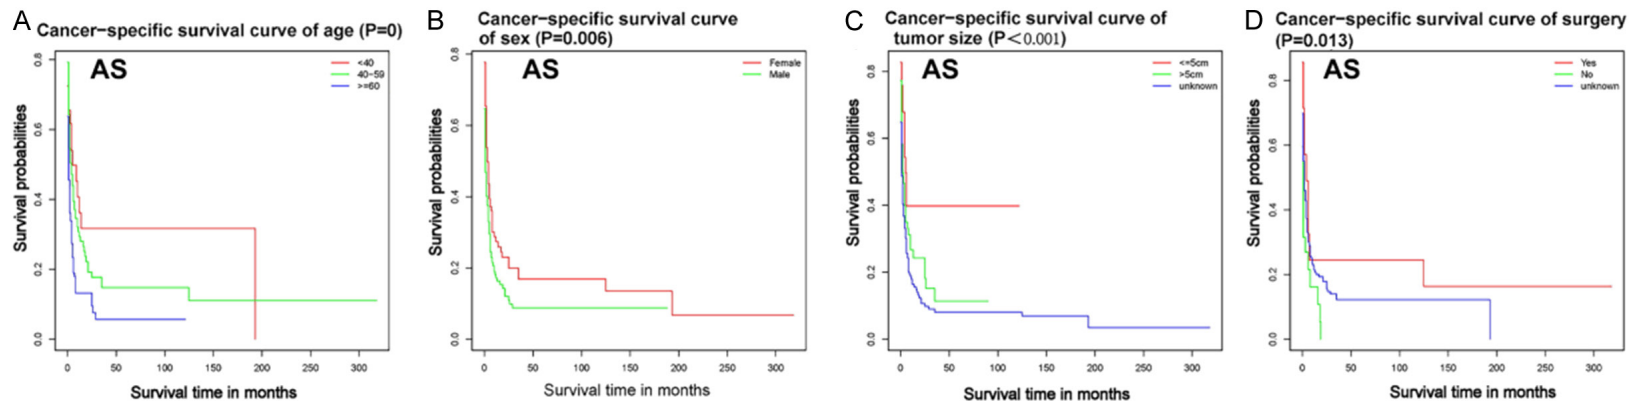 A
Cancer−specific survival curve of age (P=0)
AS
<40
40−59
>=60
Survival probabilities
0.8
0.6
0.4
0.2
0.0
0 50 100 150 200 250 300
Survival time in months
B
Cancer−specific survival curve
of sex (P=0.006)
AS
Female
Male
Survival probabilities
0.8
0.6
0.4
0.2
0.0
0 50 100 150 200 250 300
Survival time in months
C
Cancer−specific survival curve of
tumor size (P<0.001)
AS
<=5cm
>5cm
unknown
Survival probabilities
0.8
0.6
0.4
0.2
0.0
0 50 100 150 200 250 300
Survival time in months
D
Cancer−specific survival curve of surgery
(P=0.013)
AS
Yes
No
unknown
Survival probabilities
0.8
0.6
0.4
0.2
0.0
0 50 100 150 200 250 300
Survival time in months